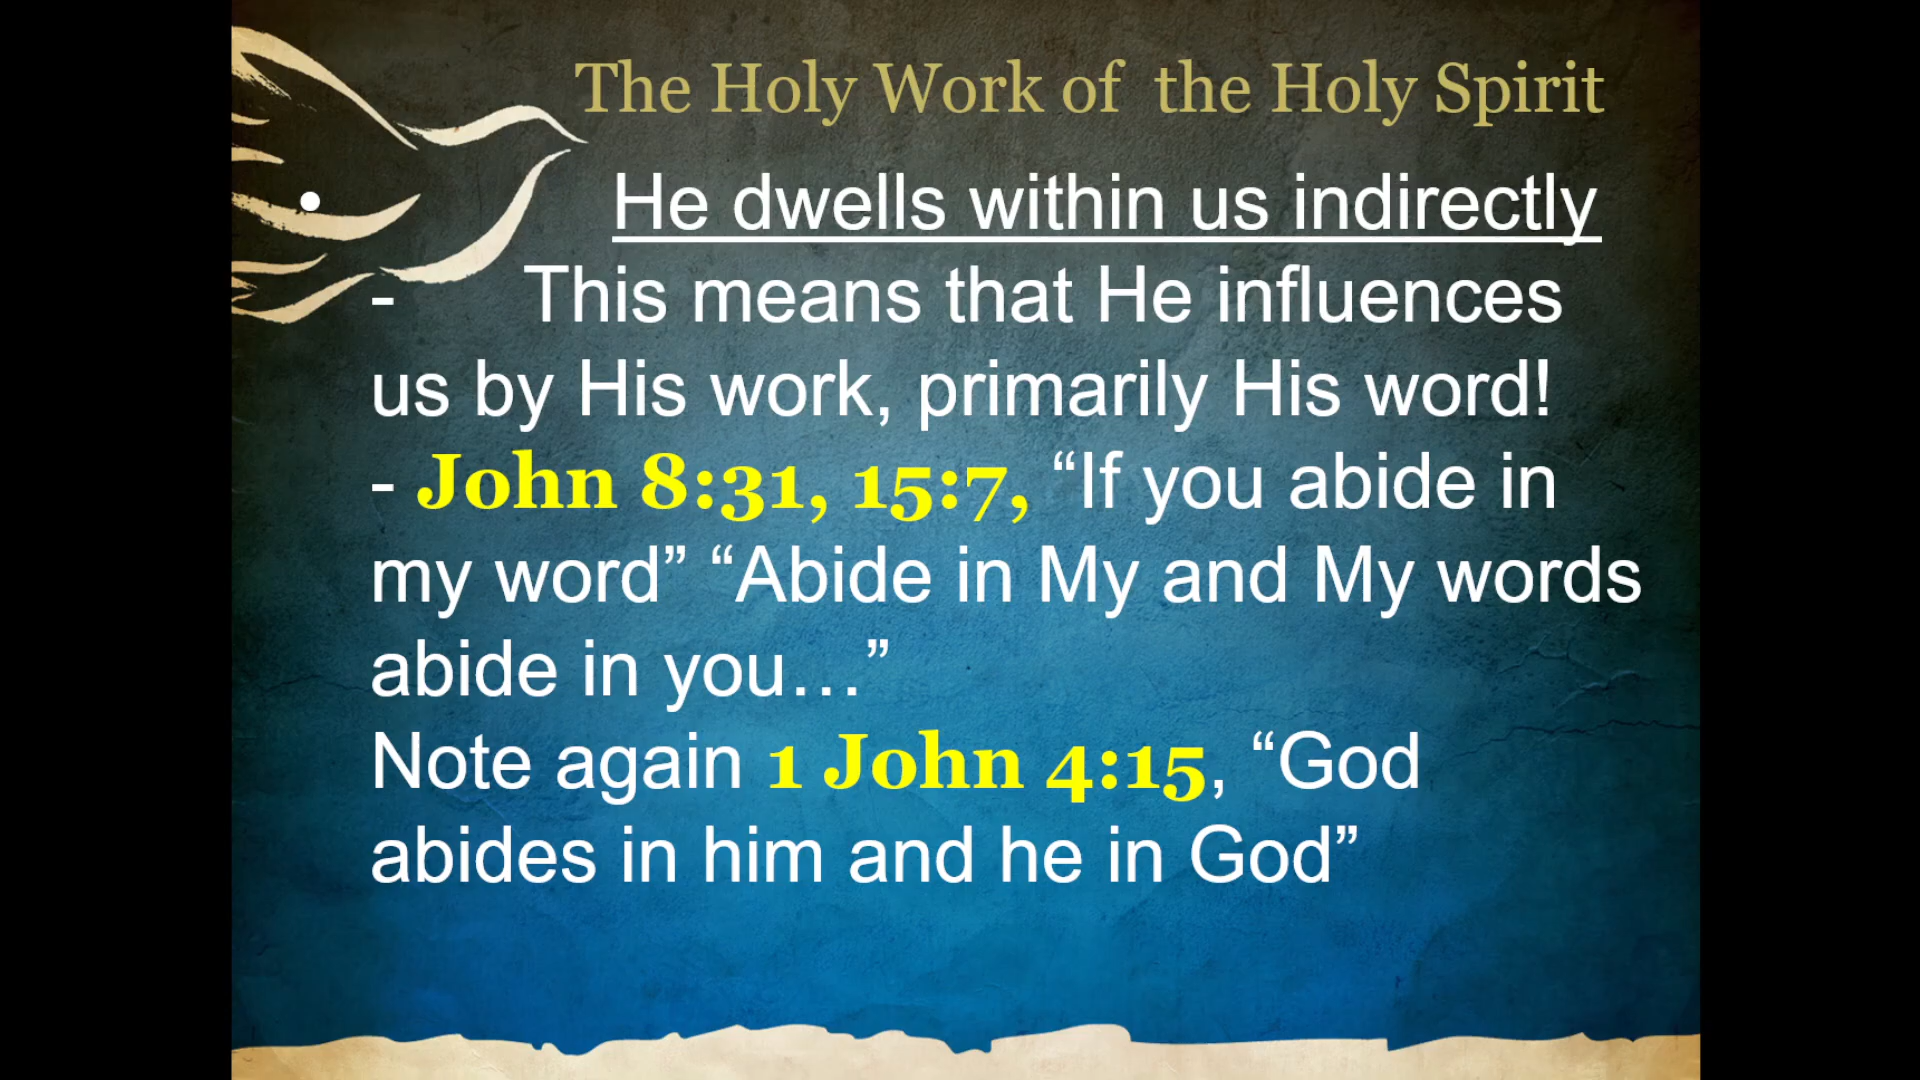 The Holy Work of  the Holy Spirit
• He dwells within us indirectly
- This means that He influences
us by His work, primarily His word!
- John 8:31, 15:7, “If you abide in
my word” “Abide in My and My words
abide in you…”
Note again 1 John 4:15, “God
abides in him and he in God”